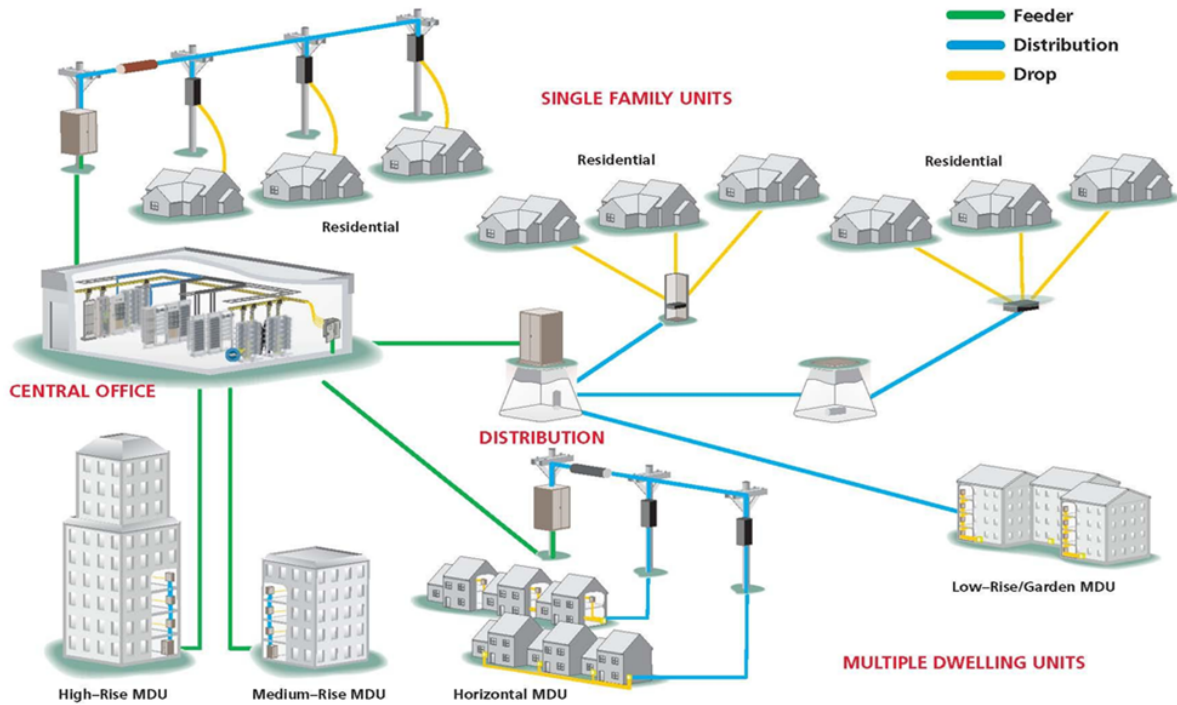 Feeder
Distribution
Drop
SINGLE FAMILY UNITS
Residential
Residential
Residential
CENTRAL OFFICE
DISTRIBUTION
Low–Rise/Garden MDU
MULTIPLE DWELLING UNITS
High–Rise MDU
Medium–Rise MDU
Horizontal MDU